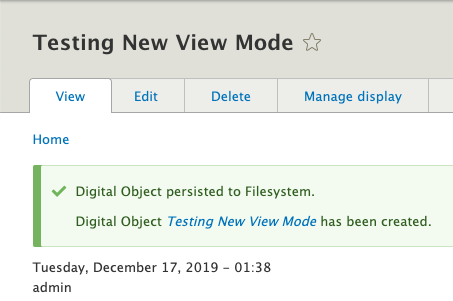 Testing New View Mode
View Edit Delete Manage display
Home
Digital Object persisted to Filesystem.
Digital Object Testing New View Mode has been created.
Tuesday, December 17, 2019 - 01:38
admin